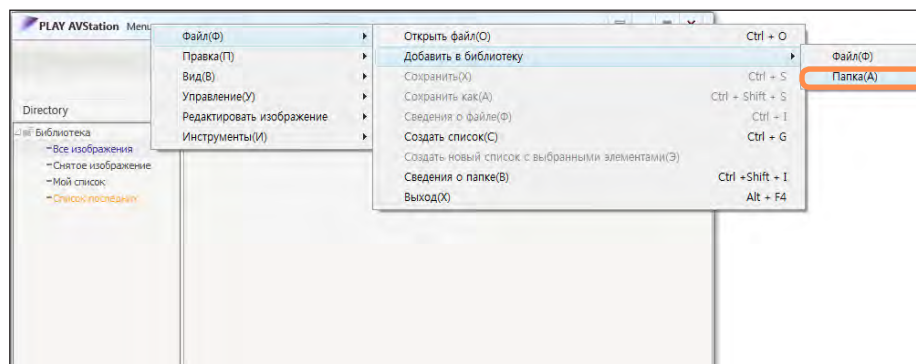 PLAY AVStation Menu
Файл(Ф)
Правка(П)
Вид(В)
Управление(У)
Редактировать изображение
Инструменты(И)
Открыть файл(О) Ctrl + O
Добавить в библиотеку
Сохранить(Х) Ctrl + S
Сохранить как(А) Ctrl + Shift + S
Сведения о файле(Ф) Ctrl + I
Создать список(С) Ctrl + G
Создать новый список с выбранными элементами(Э)
Сведения о папке(В) Ctrl +Shift + I
Выход(Х) Alt + F4
Файл(Ф)
Папка(А)
Directory
Библиотека
Все изображения
Снятое изображение
Мой список
Список последних